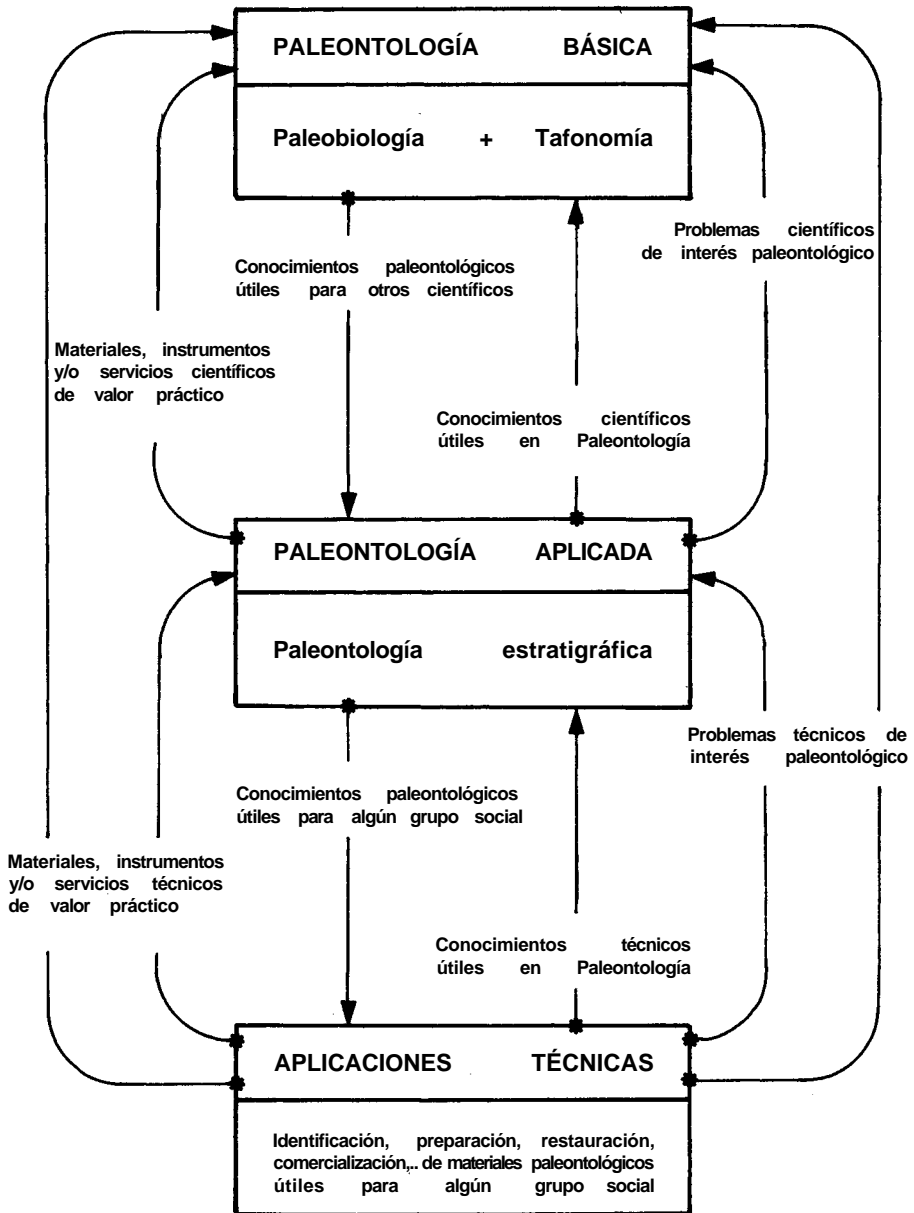 PALEONTOLOGÍA BÁSICA
Paleobiología + Tafonomía
Problemas científicos
de interés paleontológico
Conocimientos paleontológicos
útiles para otros científicos
Materiales, instrumentos
y/o servicios científicos
de valor práctico
Conocimientos científicos
útiles en Paleontología
PALEONTOLOGÍA APLICADA
Paleontología estratigráfica
Problemas técnicos de
interés paleontológico
Conocimientos paleontológicos
útiles para algún grupo social
Materiales, instrumentos
y/o servicios técnicos
de valor práctico
Conocimientos técnicos
útiles en Paleontología
APLICACIONES TÉCNICAS
Identificación, preparación, restauración,
comercialización,.. de materiales paleontológicos
útiles para algún grupo social